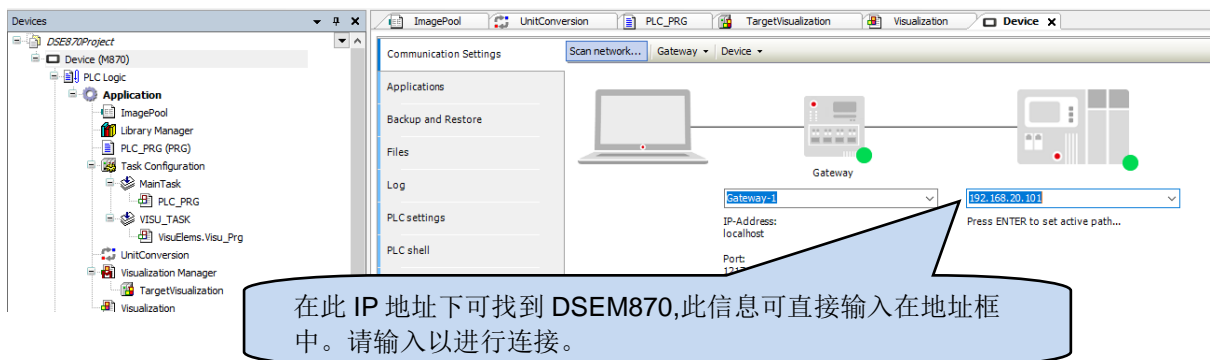 Devices
DSE870Project
Device (M870)
PLC Logic
Application
ImagePool
Library Manager
PLC_PRG (PRG)
Task Configuration
MainTask
PLC_PRG
VISU_TASK
VisuElems.Visu_Prg
UnitConversion
Visualization Manager
TargetVisualization
Visualization
ImagePool UnitConversion PLC_PRG TargetVisualization Visualization Device
Communication Settings
Applications
Backup and Restore
Files
Log
PLC settings
PLC shell
Scan network... Gateway Device
Gateway
Gateway-1 192.168.20.101
IP-Address: Press ENTER to set active path...
localhost
Port:
在此 IP 地址下可找到 DSEM870,此信息可直接输入在地址框
中。请输入以进行连接。